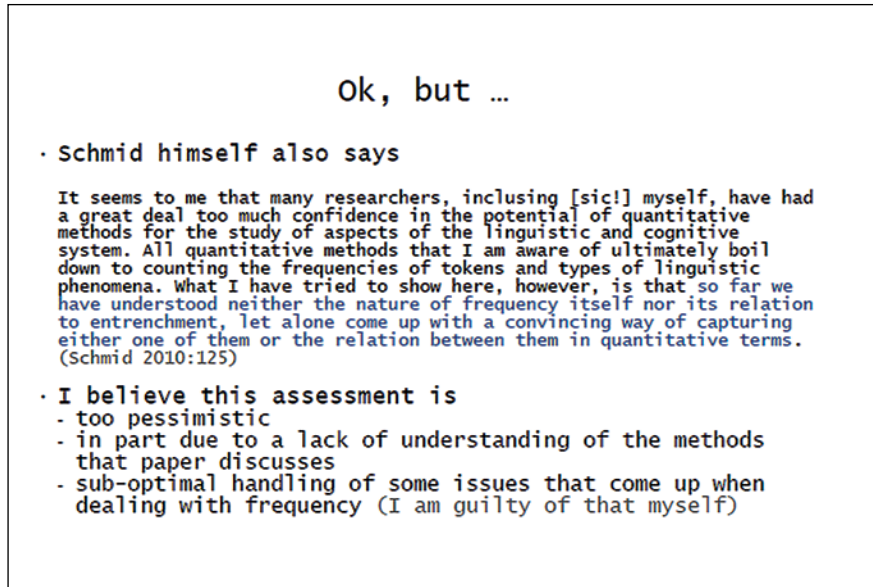 Ok, but …
· Schmid himself also says
It seems to me that many researchers, inclusing [sic!] myself, have had
a great deal too much confidence in the potential of quantitative
methods for the study of aspects of the linguistic and cognitive
system. All quantitative methods that I am aware of ultimately boil
down to counting the frequencies of tokens and types of linguistic
phenomena. What I have tried to show here, however, is that so far we
have understood neither the nature of frequency itself nor its relation
to entrenchment, let alone come up with a convincing way of capturing
either one of them or the relation between them in quantitative terms.
(Schmid 2010:125)
· I believe this assessment is
- too pessimistic
- in part due to a lack of understanding of the methods
that paper discusses
- sub-optimal handling of some issues that come up when
dealing with frequency (I am guilty of that myself)